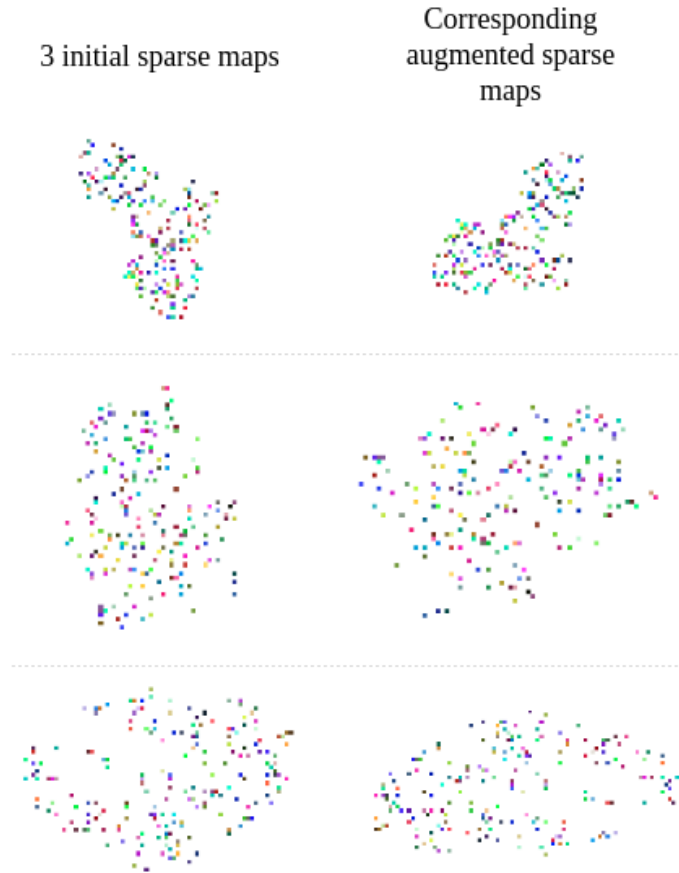 3 initial sparse maps
Corresponding
augmented sparse
maps